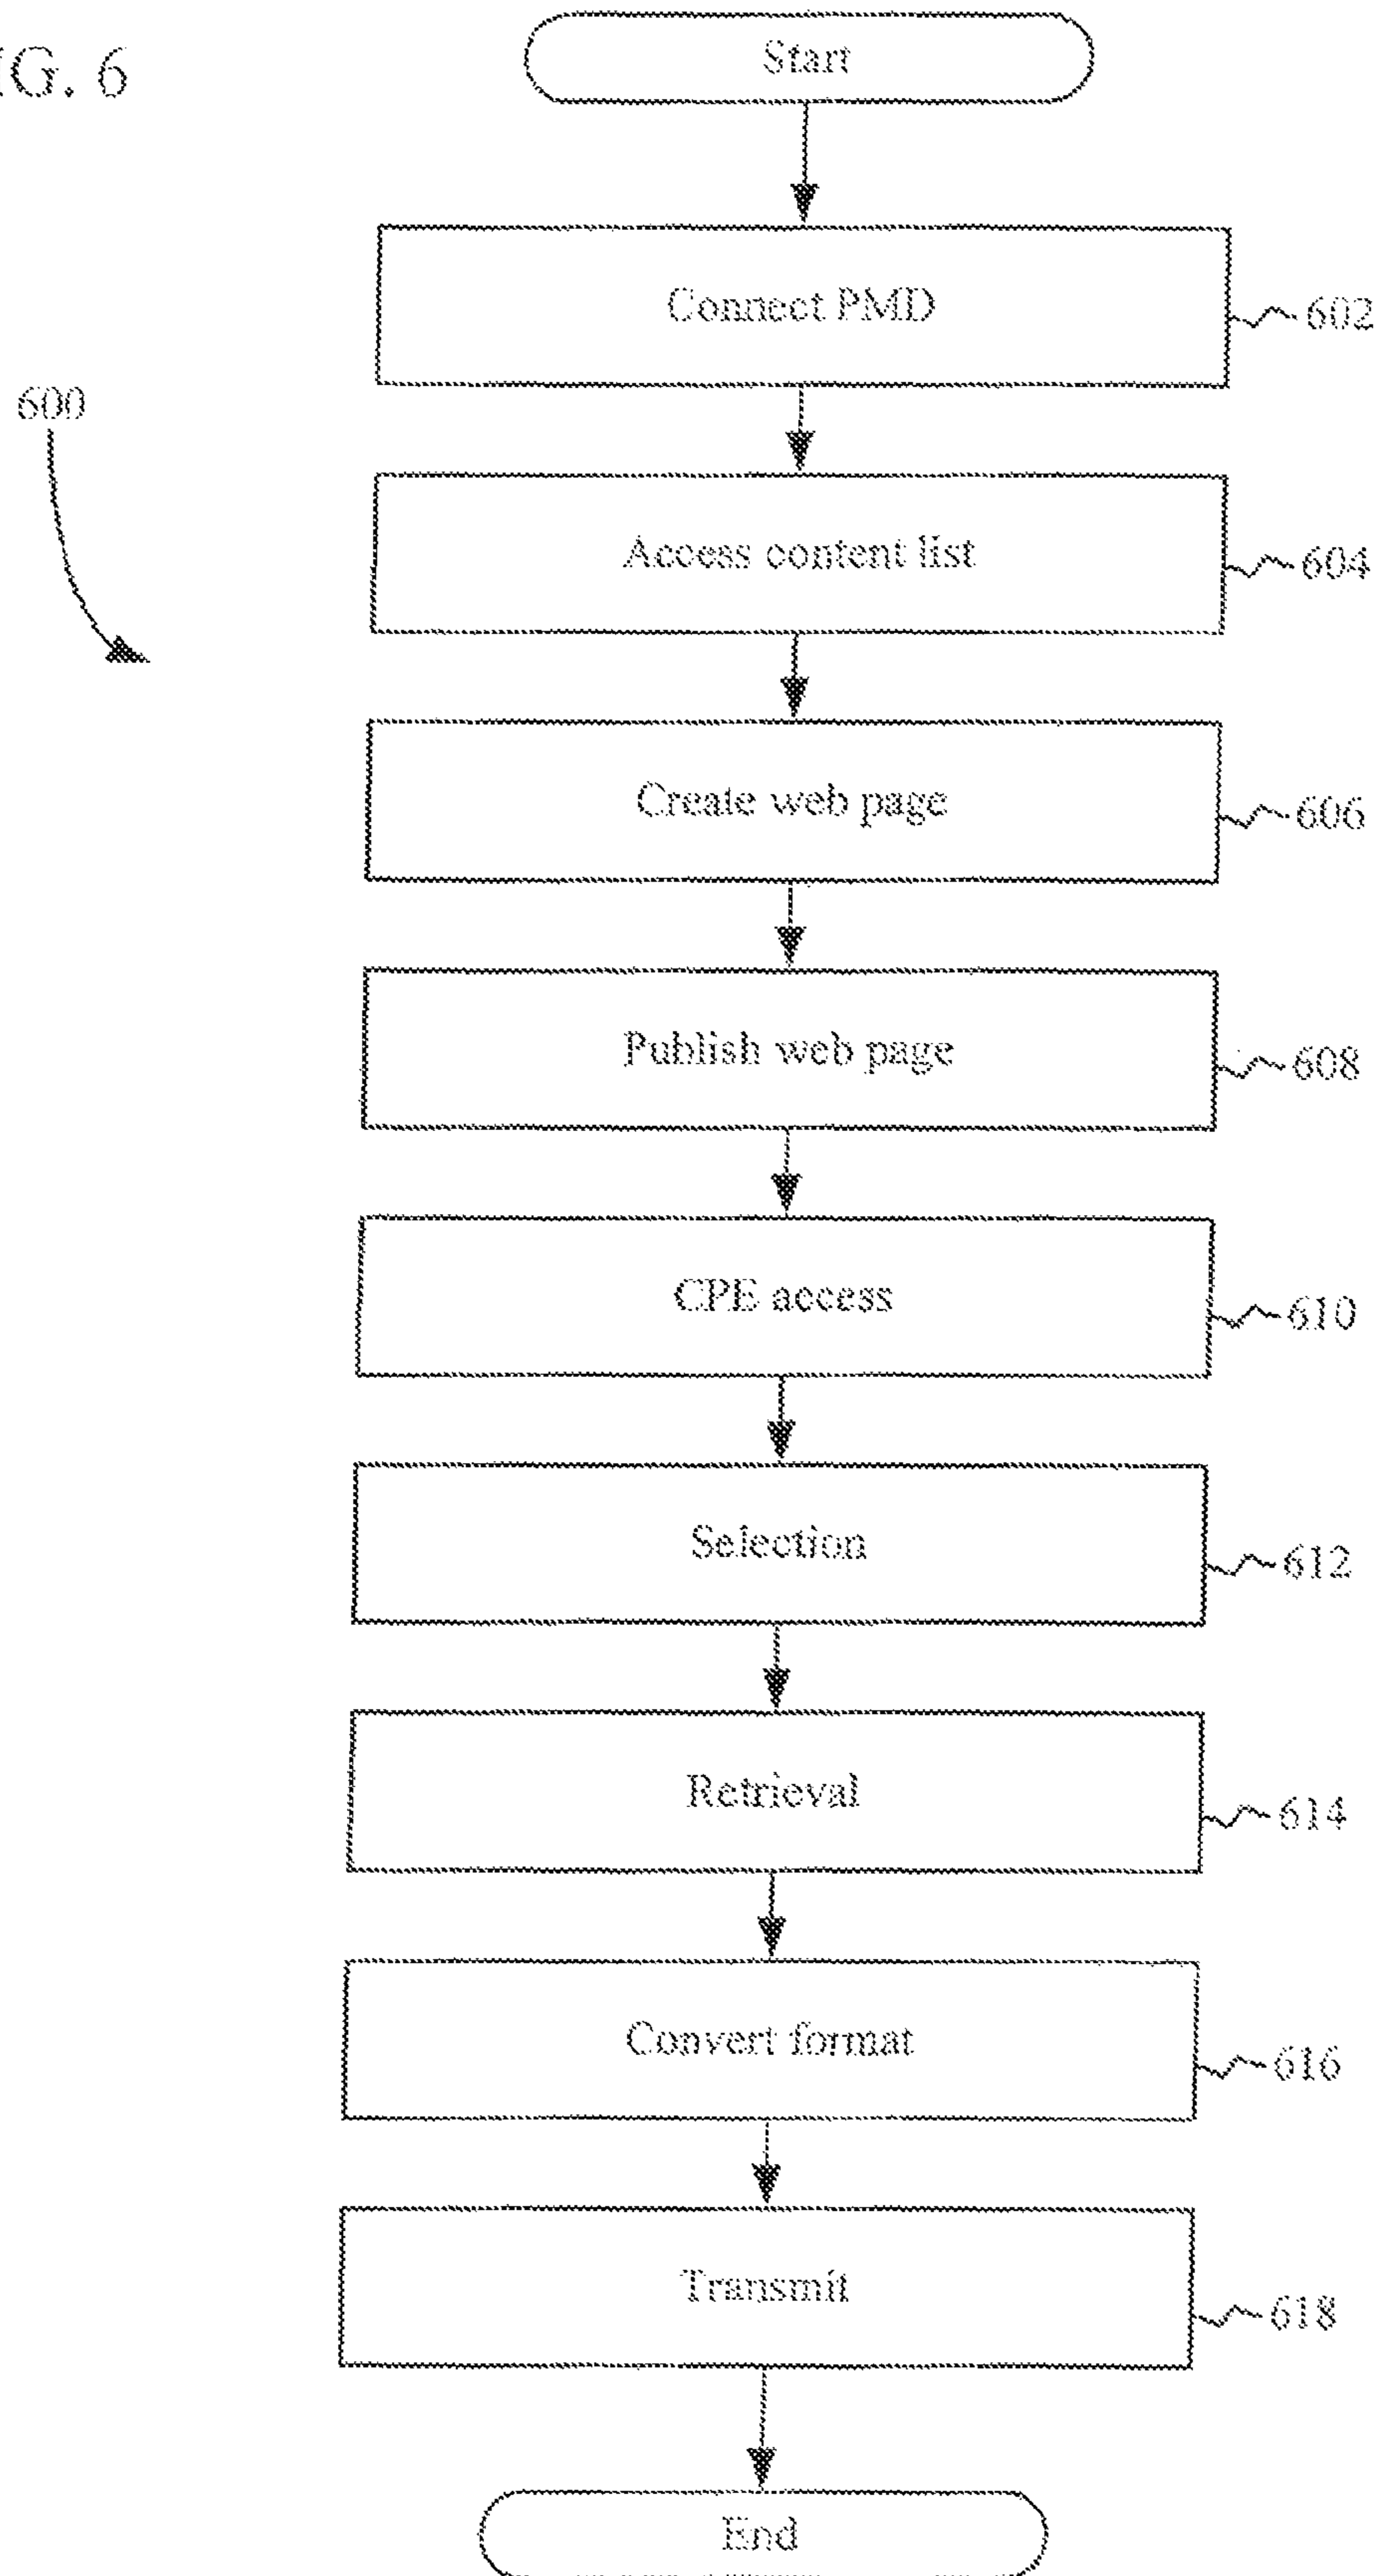 IG. 6
Start
Connect PMD
602
600
Access content list
604
Create web page
606
Publish web page
608
CPE access
610
Selection
612
Retrieval
614
Convert format
616
Transmit
618
End